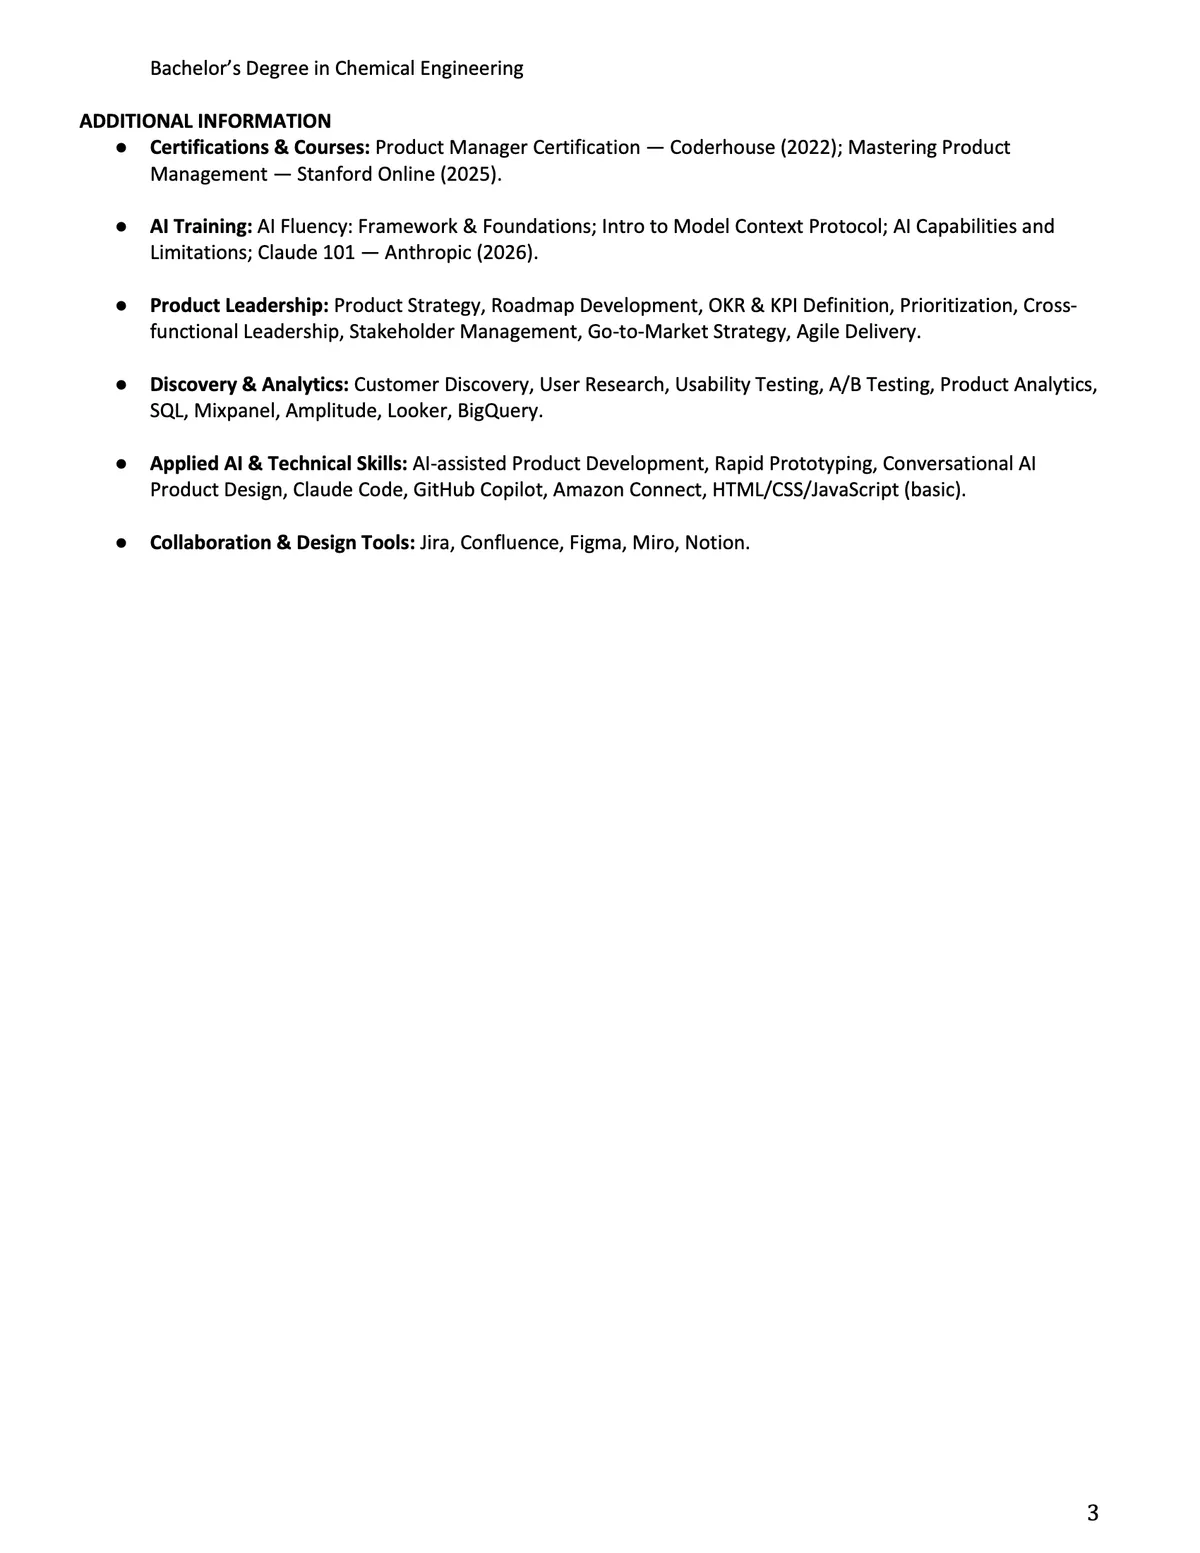 Bachelor’s Degree in Chemical Engineering
ADDITIONAL INFORMATION
● Certifications & Courses: Product Manager Certification — Coderhouse (2022); Mastering Product
Management — Stanford Online (2025).
● AI Training: AI Fluency: Framework & Foundations; Intro to Model Context Protocol; AI Capabilities and
Limitations; Claude 101 — Anthropic (2026).
● Product Leadership: Product Strategy, Roadmap Development, OKR & KPI Definition, Prioritization, Cross-
functional Leadership, Stakeholder Management, Go-to-Market Strategy, Agile Delivery.
● Discovery & Analytics: Customer Discovery, User Research, Usability Testing, A/B Testing, Product Analytics,
SQL, Mixpanel, Amplitude, Looker, BigQuery.
● Applied AI & Technical Skills: AI-assisted Product Development, Rapid Prototyping, Conversational AI
Product Design, Claude Code, GitHub Copilot, Amazon Connect, HTML/CSS/JavaScript (basic).
● Collaboration & Design Tools: Jira, Confluence, Figma, Miro, Notion.
3